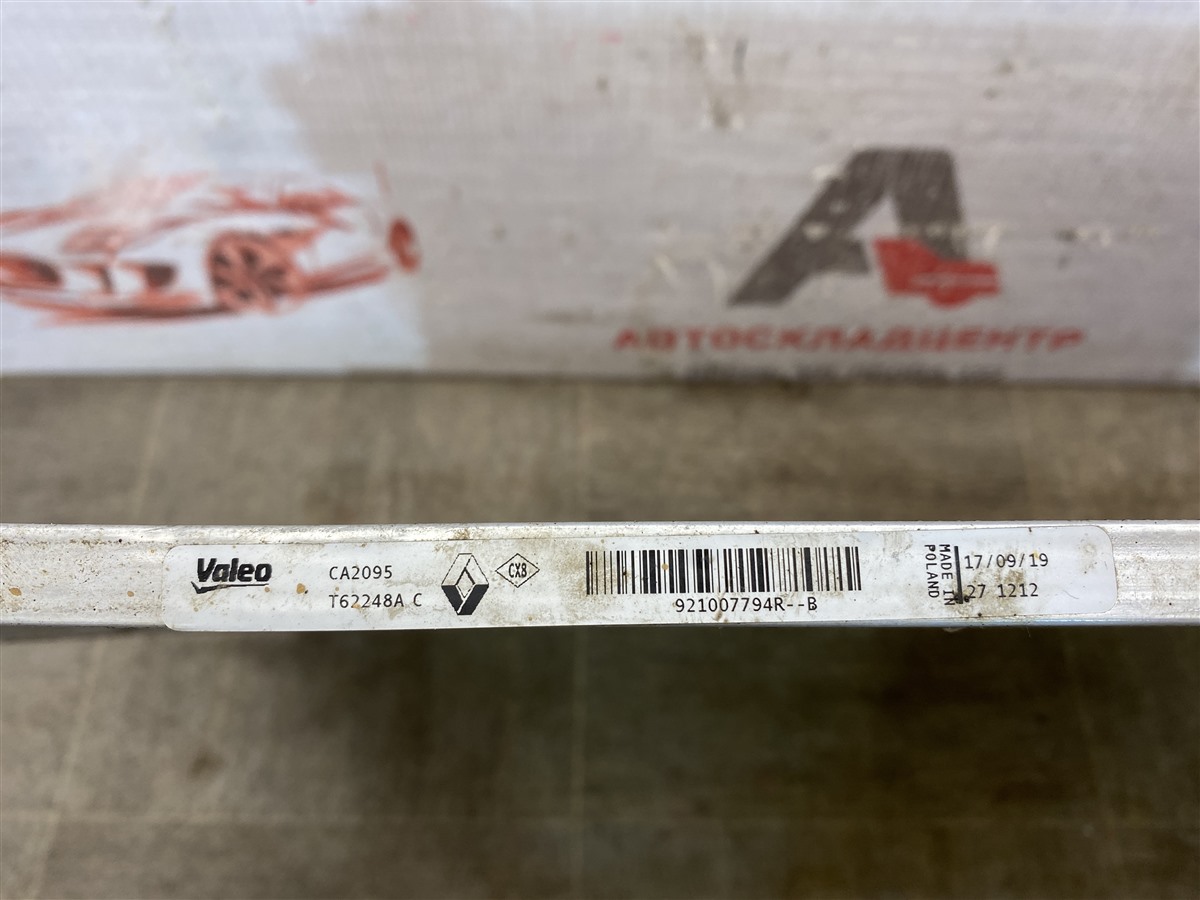 АВТОСКЛАДЦЕНТР
Valeo
CA2095
T62248A C
CX8
921007794R--B
MADE IN
POLAND
17/09/19
27 1212